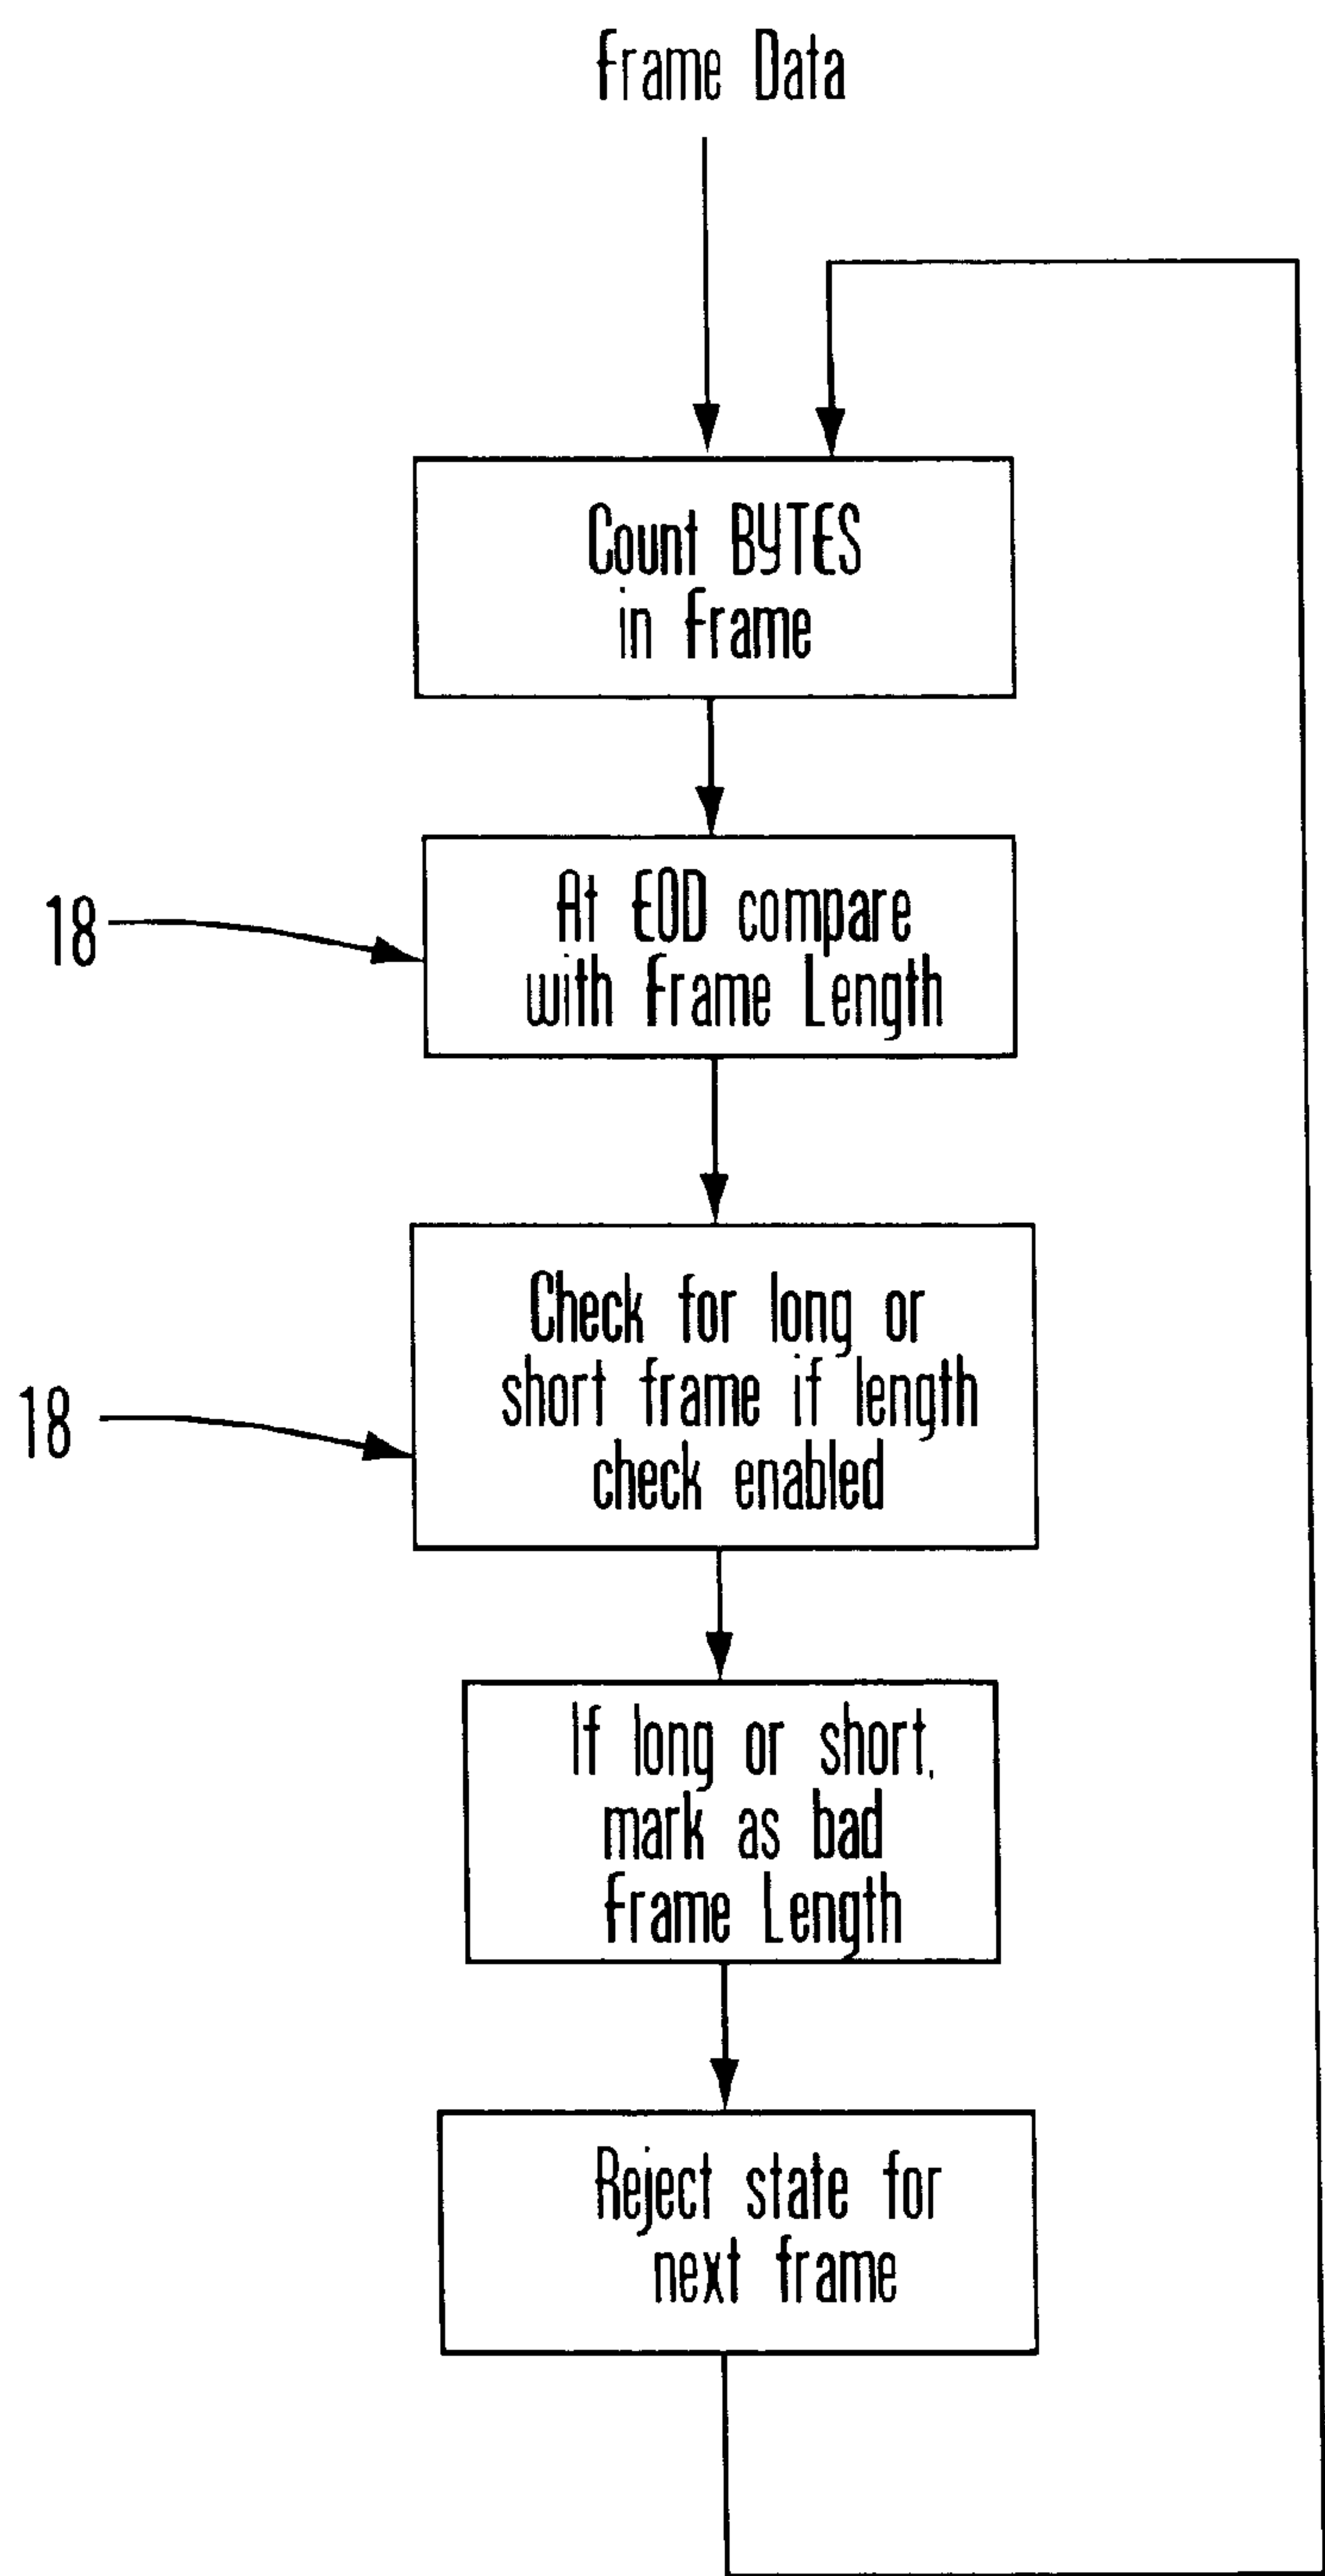 Frame Data
Count BYTES
in Frame
18
At EOD compare
with Frame Length
18
Check for long or
short frame if length
check enabled
If long or short,
mark as bad
Frame Length
Reject state for
next frame